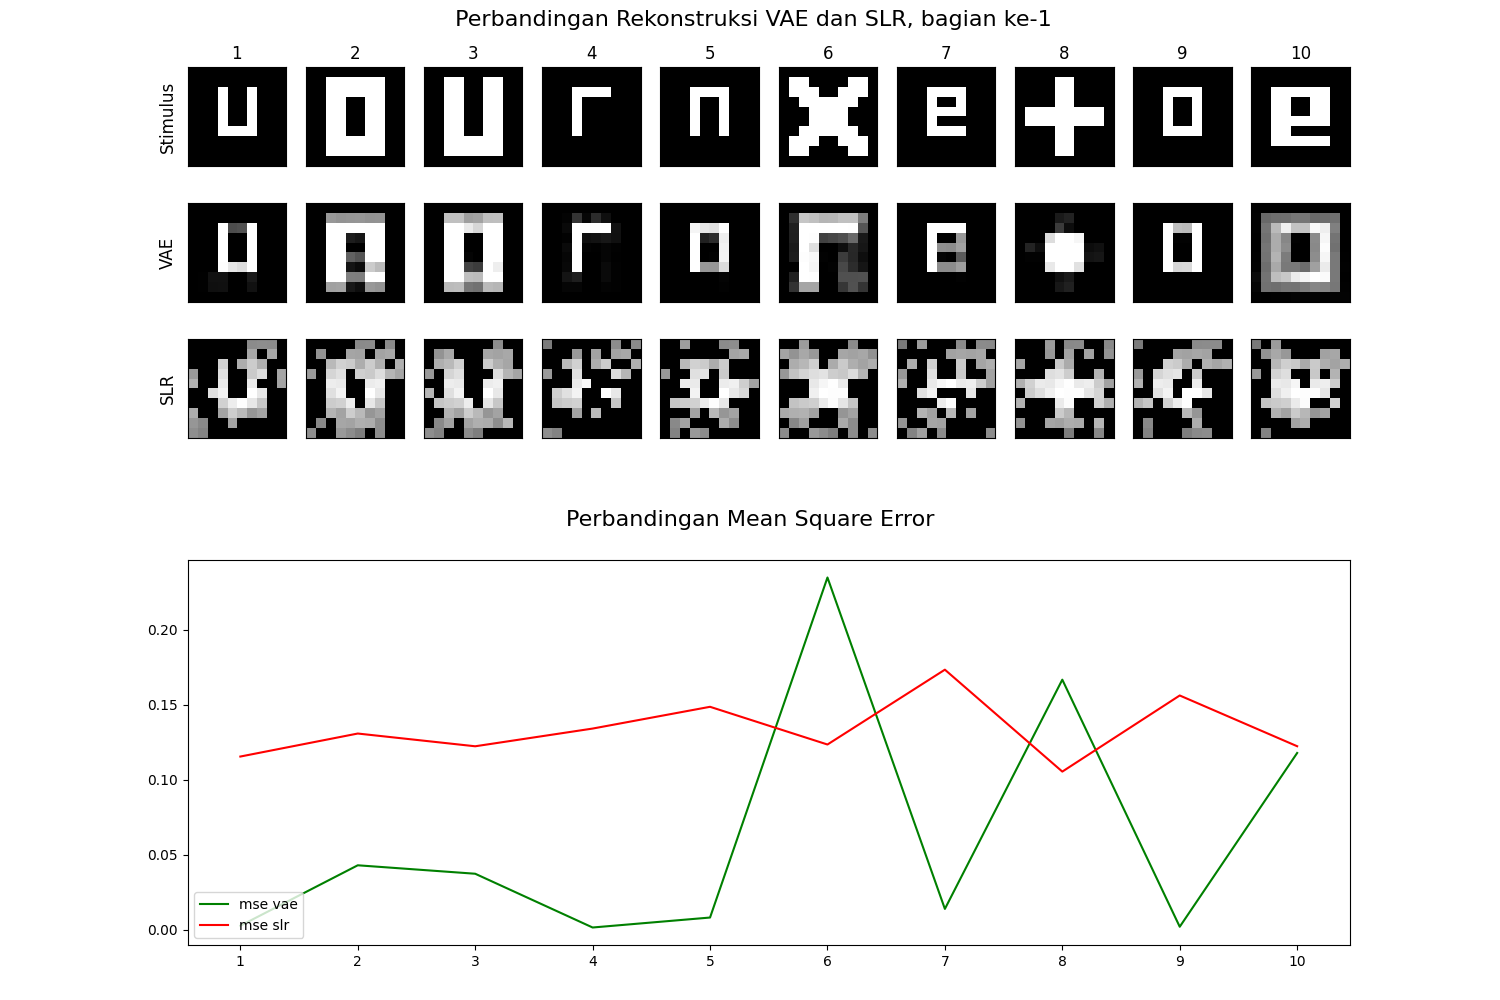 Perbandingan Rekonstruksi VAE dan SLR, bagian ke-1
1 2 3 4 5 6 7 8 9 10
Stimulus
VAE
SLR
Perbandingan Mean Square Error
0.20
0.15
0.10
0.05
0.00
mse vae
mse slr
1 2 3 4 5 6 7 8 9 10